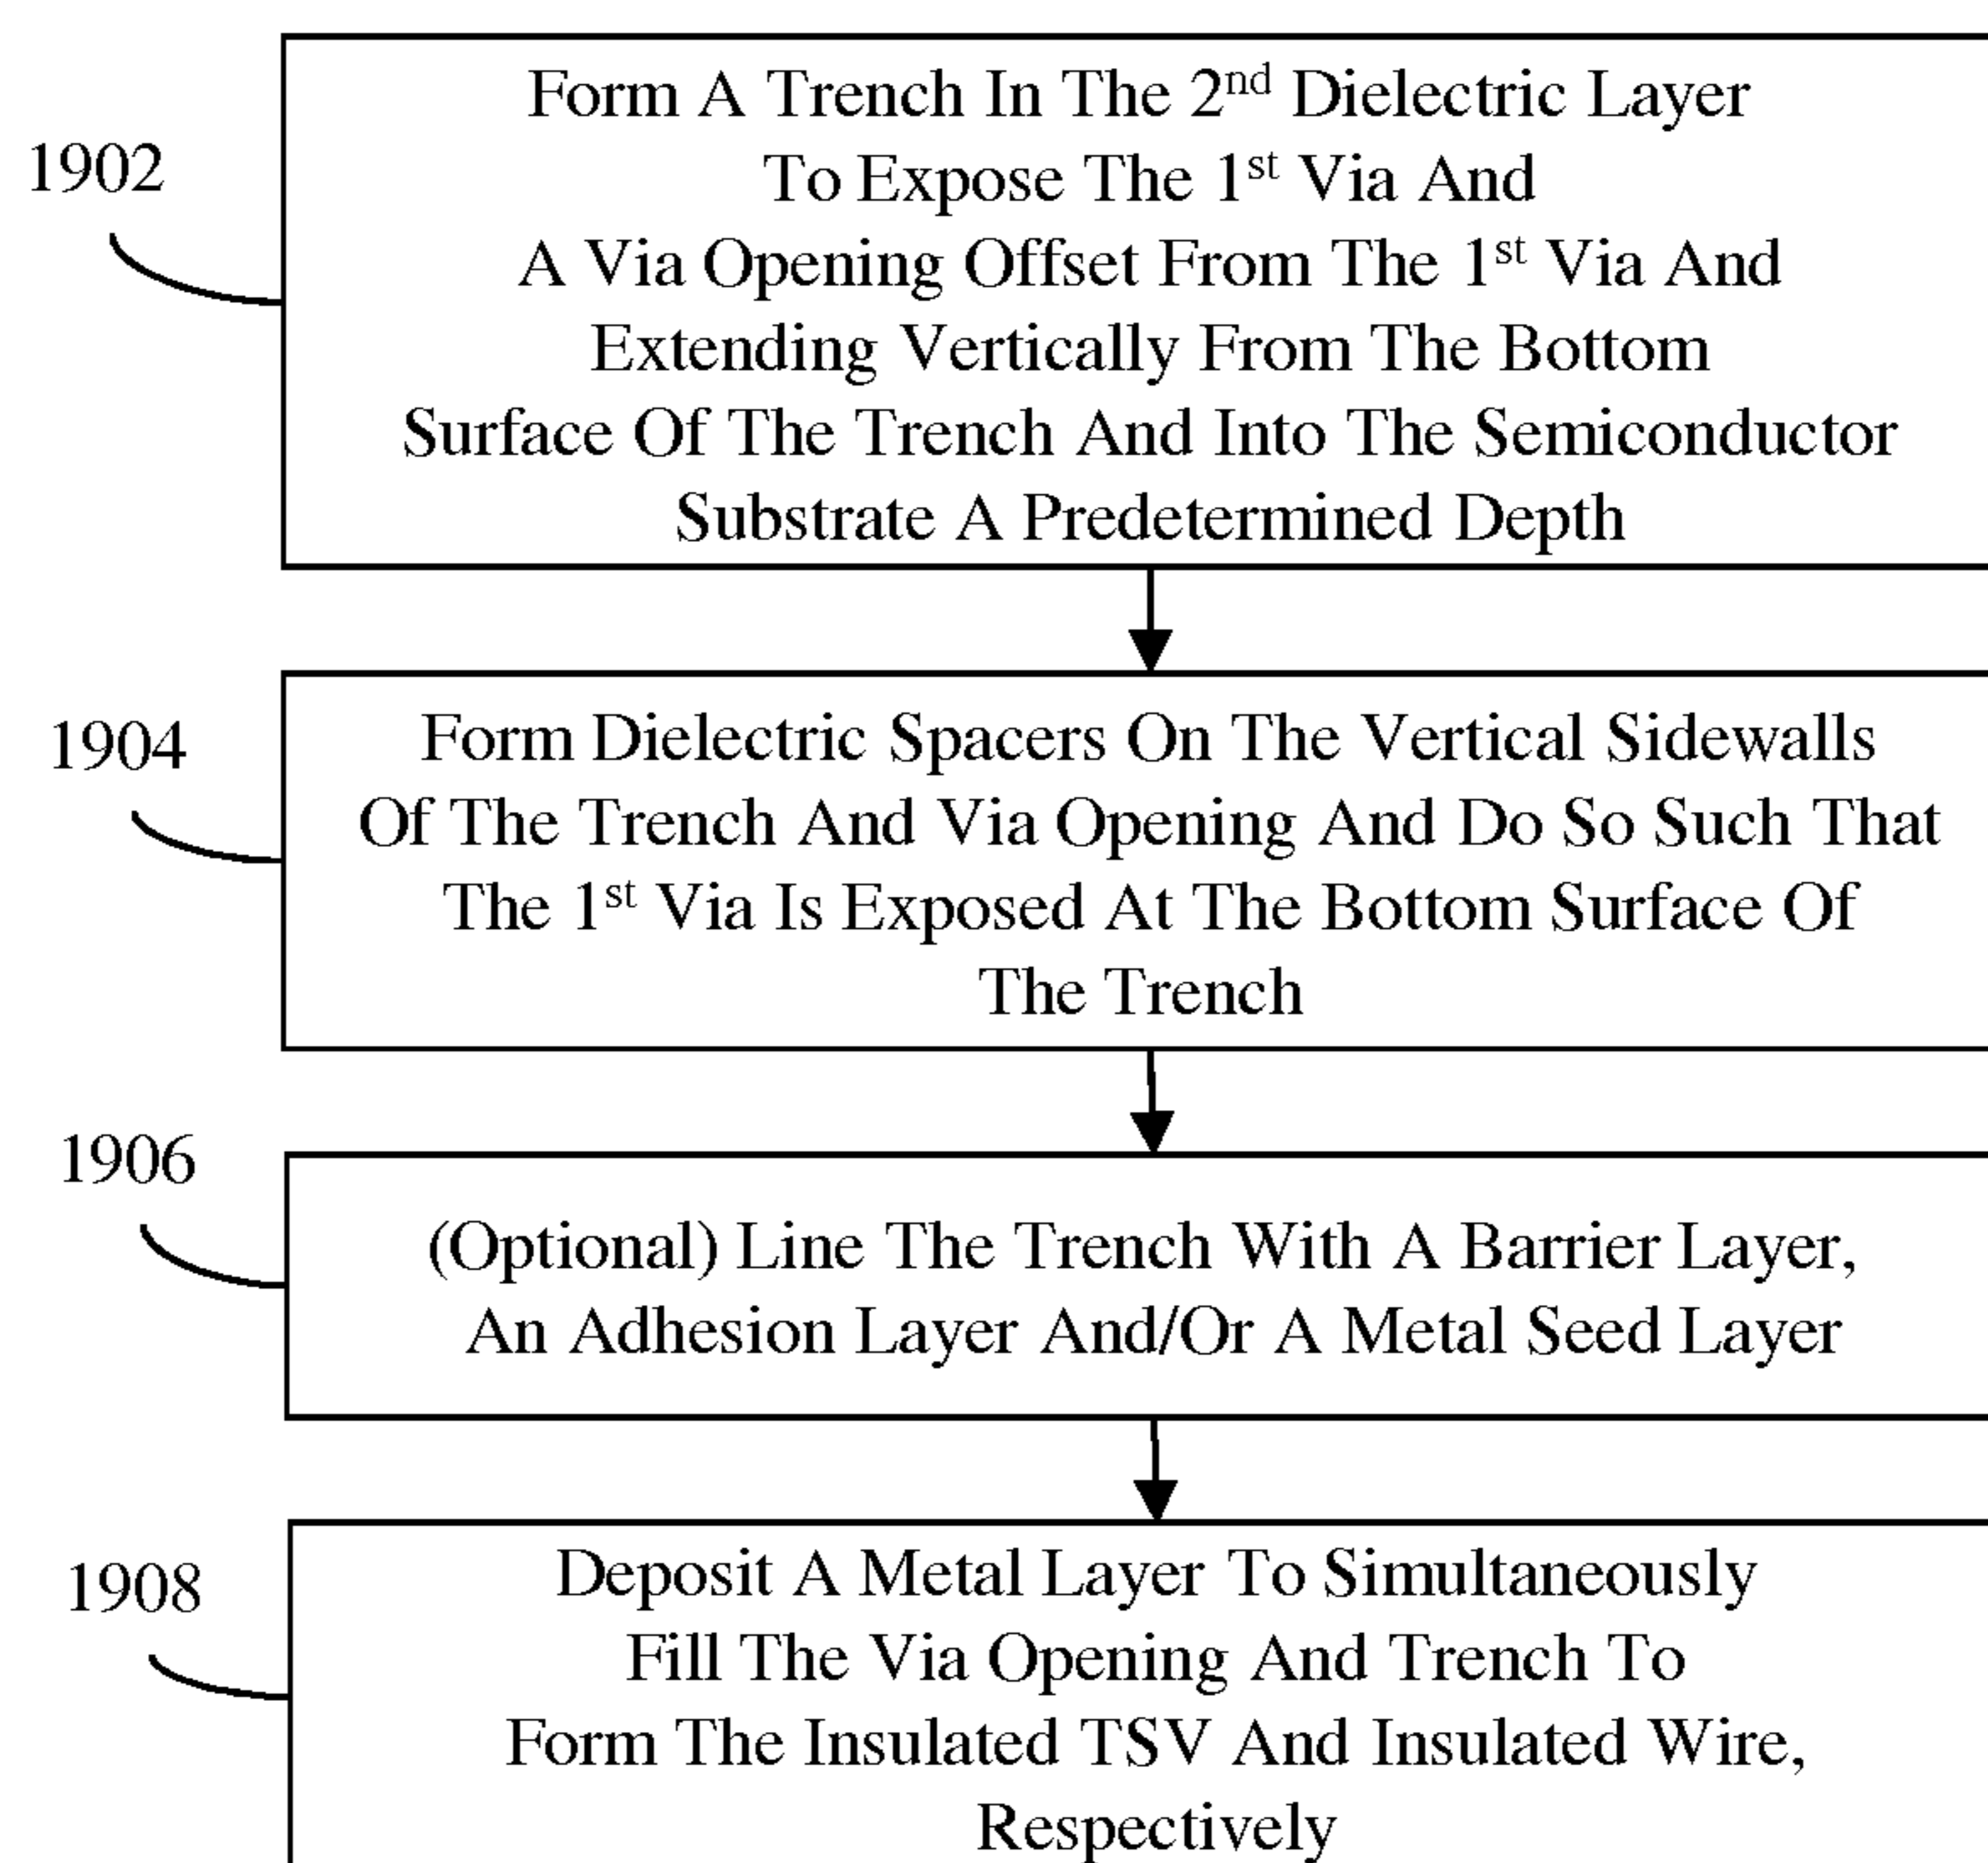 1902
Form A Trench In The 2nd Dielectric Layer
To Expose The 1st Via And
A Via Opening Offset From The 1st Via And
Extending Vertically From The Bottom
Surface Of The Trench And Into The Semiconductor
Substrate A Predetermined Depth
1904
Form Dielectric Spacers On The Vertical Sidewalls
Of The Trench And Via Opening And Do So Such That
The 1st Via Is Exposed At The Bottom Surface Of
The Trench
1906
(Optional) Line The Trench With A Barrier Layer,
An Adhesion Layer And/Or A Metal Seed Layer
1908
Deposit A Metal Layer To Simultaneously
Fill The Via Opening And Trench To
Form The Insulated TSV And Insulated Wire,
Respectively